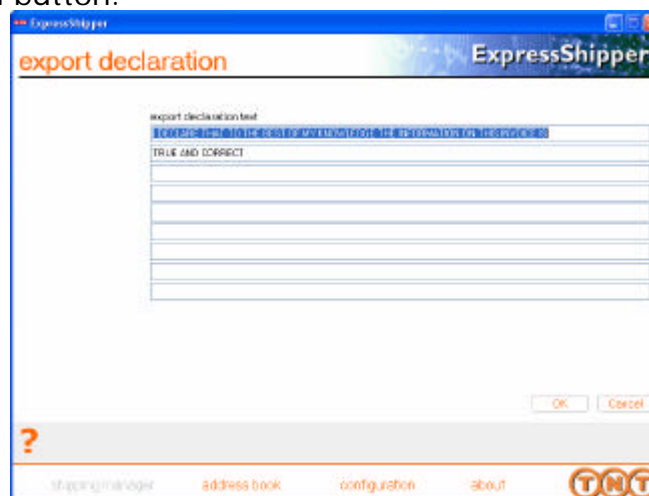 button.
ExpressShipper
export declaration
ExpressShipper
export declaration text
I DECLARE THAT TO THE BEST OF MY KNOWLEDGE THE INFORMATION ON THIS INVOICE IS
TRUE AND CORRECT
OK Cancel
?
shipping manager address book configuration about TNT